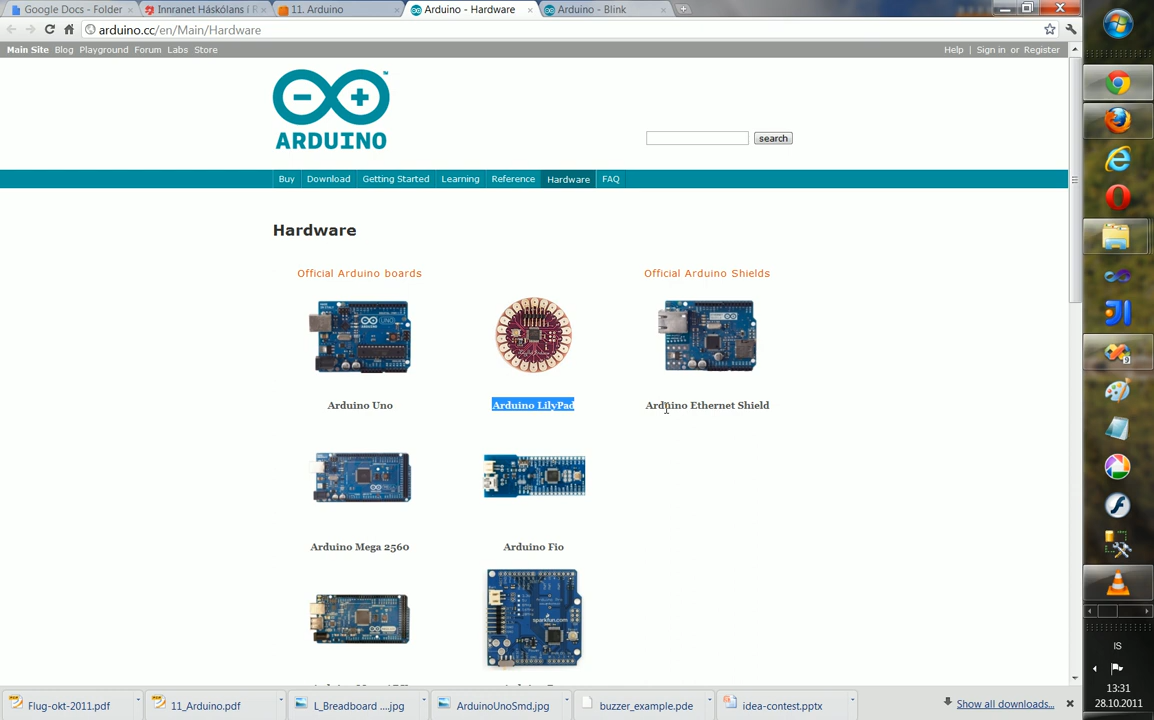 Google Docs - Folder
Innranet Háskólans í R
11. Arduino
Arduino - Hardware
Arduino - Blink
arduino.cc/en/Main/Hardware
Main Site Blog Playground Forum Labs Store
Help | Sign in or Register
ARDUINO
TM
search
Buy Download Getting Started Learning Reference Hardware FAQ
Hardware
Official Arduino boards
Official Arduino Shields
Arduino Uno
Arduino LilyPad
Arduino Ethernet Shield
Arduino Mega 2560
Arduino Fio
IS
13:31
28.10.2011
Flug-okt-2011.pdf
11_Arduino.pdf
L_Breadboard ....jpg
ArduinoUnoSmd.jpg
buzzer_example.pde
idea-contest.pptx
Show all downloads...